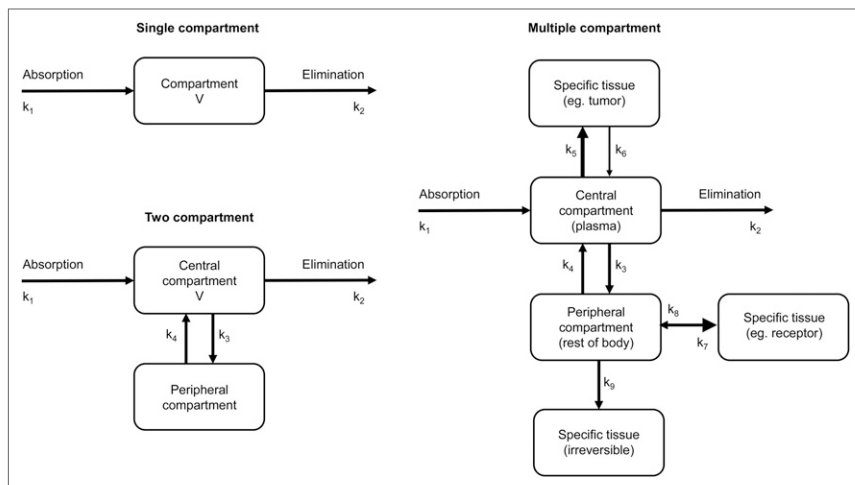 Single compartment
Absorption
k₁
Compartment
V
Elimination
k₂
Two compartment
Absorption
k₁
Central
compartment
V
Elimination
k₂
k₄
k₃
Peripheral
compartment
Multiple compartment
Specific tissue
(eg. tumor)
k₅
k₆
Absorption
k₁
Central
compartment
(plasma)
Elimination
k₂
k₄
k₃
Peripheral
compartment
(rest of body)
k₈
k₇
Specific tissue
(eg. receptor)
k₉
Specific tissue
(irreversible)